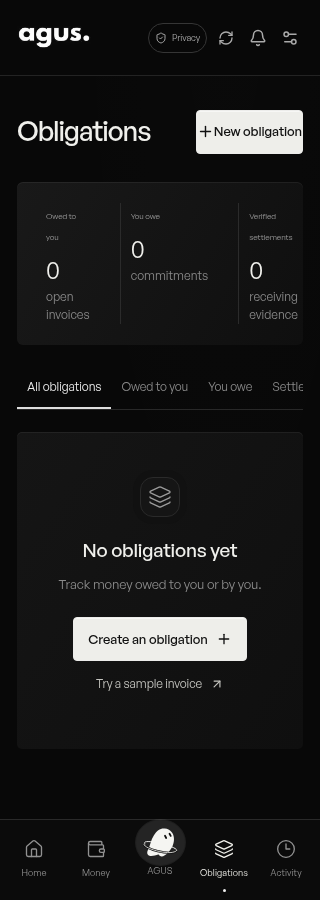 agus.
Privacy
Obligations
New obligation
Owed to
you
0
open
invoices
You owe
0
commitments
Verified
settlements
0
receiving
evidence
All obligations Owed to you You owe Settle
No obligations yet
Track money owed to you or by you.
Create an obligation
Try a sample invoice
Home Money AGUS Obligations Activity